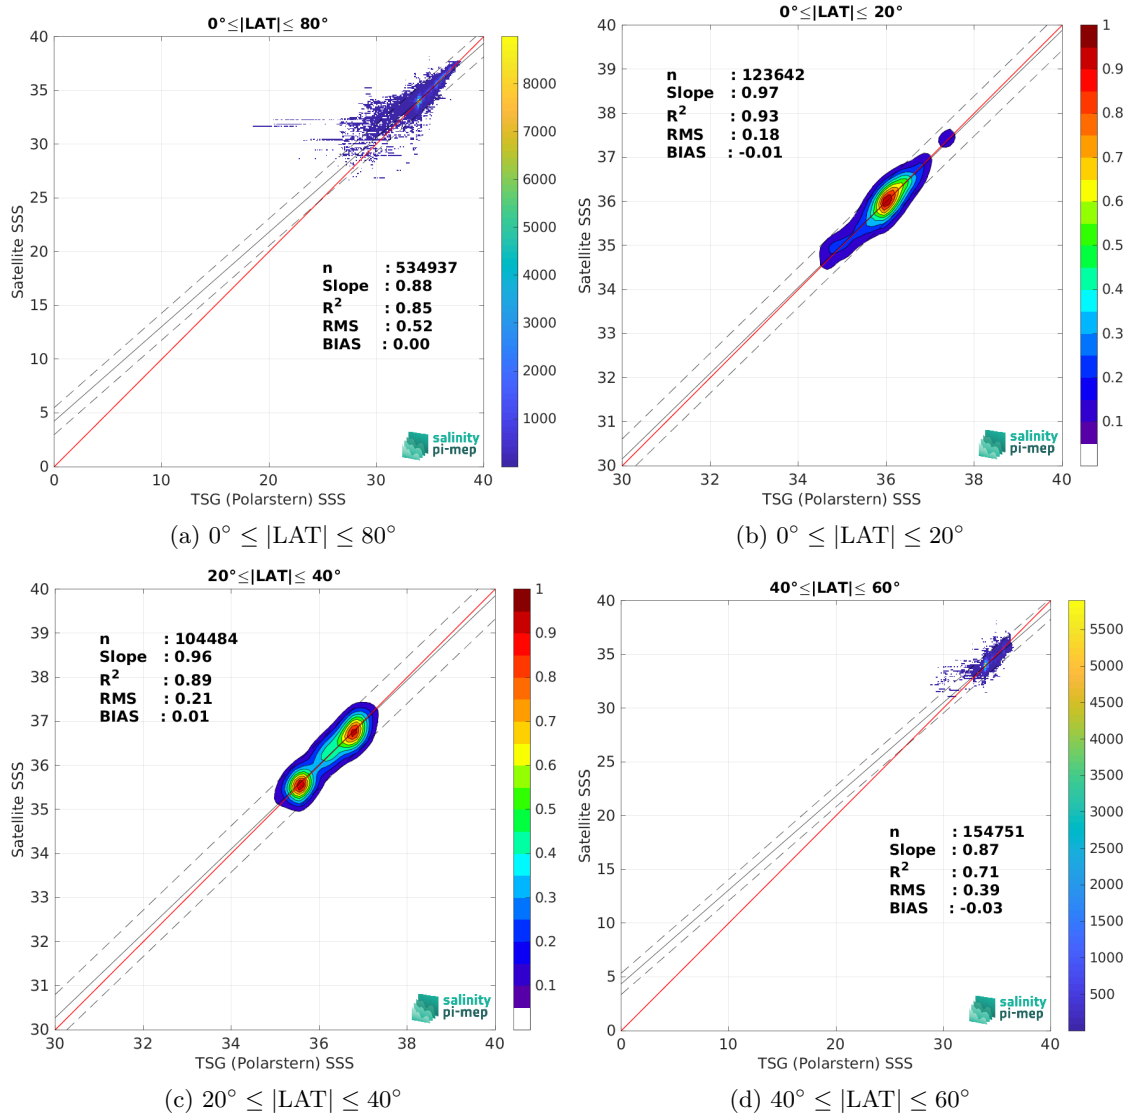 0°≤|LAT|≤ 80°
40
35
30
25
20
15
10
5
0
Satellite SSS
n : 534937
Slope : 0.88
R² : 0.85
RMS : 0.52
BIAS : 0.00
salinity
pi-mep
0 10 20 30 40
TSG (Polarstern) SSS
8000
7000
6000
5000
4000
3000
2000
1000
(a) 0° ≤ |LAT| ≤ 80°
0°≤|LAT|≤ 20°
40
39
38
37
36
35
34
33
32
31
30
Satellite SSS
n : 123642
Slope : 0.97
R² : 0.93
RMS : 0.18
BIAS : -0.01
salinity
pi-mep
30 32 34 36 38 40
TSG (Polarstern) SSS
1
0.9
0.8
0.7
0.6
0.5
0.4
0.3
0.2
0.1
(b) 0° ≤ |LAT| ≤ 20°
20°≤|LAT|≤ 40°
40
39
38
37
36
35
34
33
32
31
30
Satellite SSS
n : 104484
Slope : 0.96
R² : 0.89
RMS : 0.21
BIAS : 0.01
salinity
pi-mep
30 32 34 36 38 40
TSG (Polarstern) SSS
1
0.9
0.8
0.7
0.6
0.5
0.4
0.3
0.2
0.1
(c) 20° ≤ |LAT| ≤ 40°
40°≤|LAT|≤ 60°
40
35
30
25
20
15
10
5
0
Satellite SSS
n : 154751
Slope : 0.87
R² : 0.71
RMS : 0.39
BIAS : -0.03
salinity
pi-mep
0 10 20 30 40
TSG (Polarstern) SSS
5500
5000
4500
4000
3500
3000
2500
2000
1500
1000
500
(d) 40° ≤ |LAT| ≤ 60°